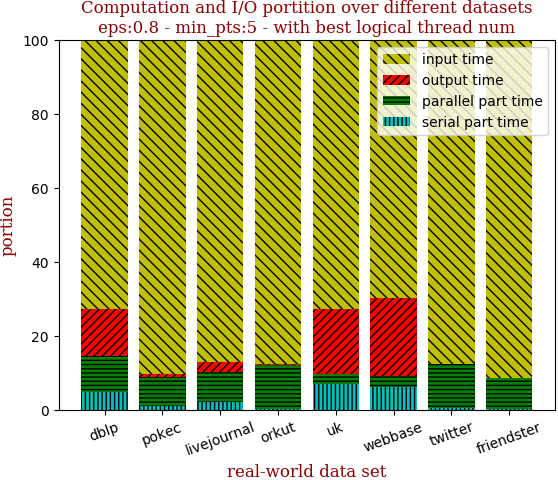 Computation and I/O portition over different datasets
eps:0.8 - min_pts:5 - with best logical thread num
input time
output time
parallel part time
serial part time
portion
100
80
60
40
20
0
dblp
pokec
livejournal
orkut
uk
webbase
twitter
friendster
real-world data set